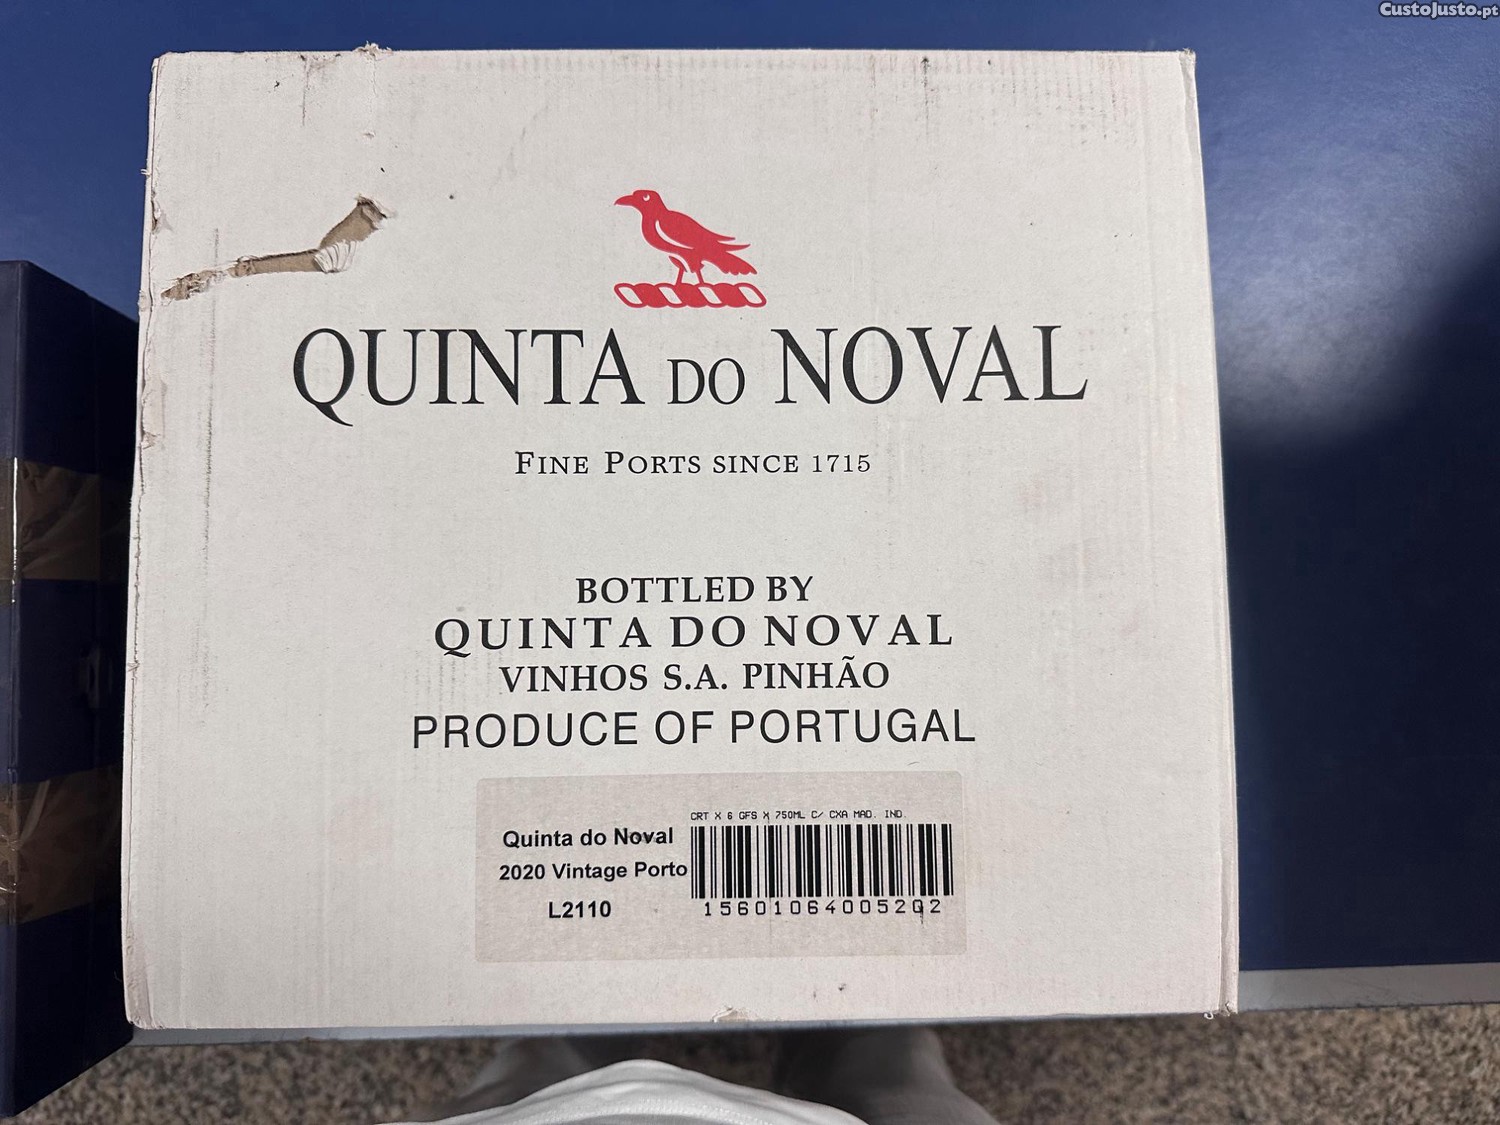 CustoJusto.pt
QUINTA DO NOVAL
FINE PORTS SINCE 1715
BOTTLED BY
QUINTA DO NOVAL
VINHOS S.A. PINHÃO
PRODUCE OF PORTUGAL
CRT X 6 GFS X 750ML C/ CXA MAD. IND.
Quinta do Noval
2020 Vintage Porto
L2110
15601064005202